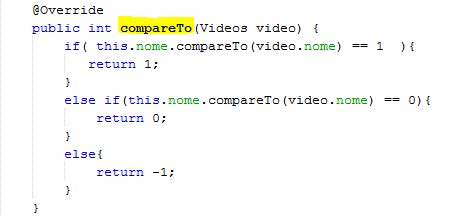 @Override
public int compareTo(Videos video) {
if( this.nome.compareTo(video.nome) == 1  ){
return 1;
}
else if(this.nome.compareTo(video.nome) == 0){
return 0;
}
else{
return -1;
}
}